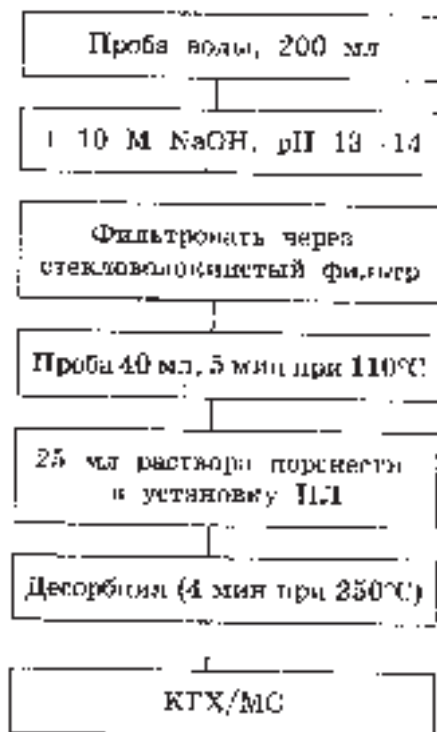 Проба воды, 200 мл
+ 10 М NaOH, pH 13-14
Фильтровать через
стекловолокнистый фильтр
Проба 40 мл, 5 мин при 110°С
25 мл раствора перенести
в установку ПЛ
Десорбция (4 мин при 250°С)
КГХ/МС